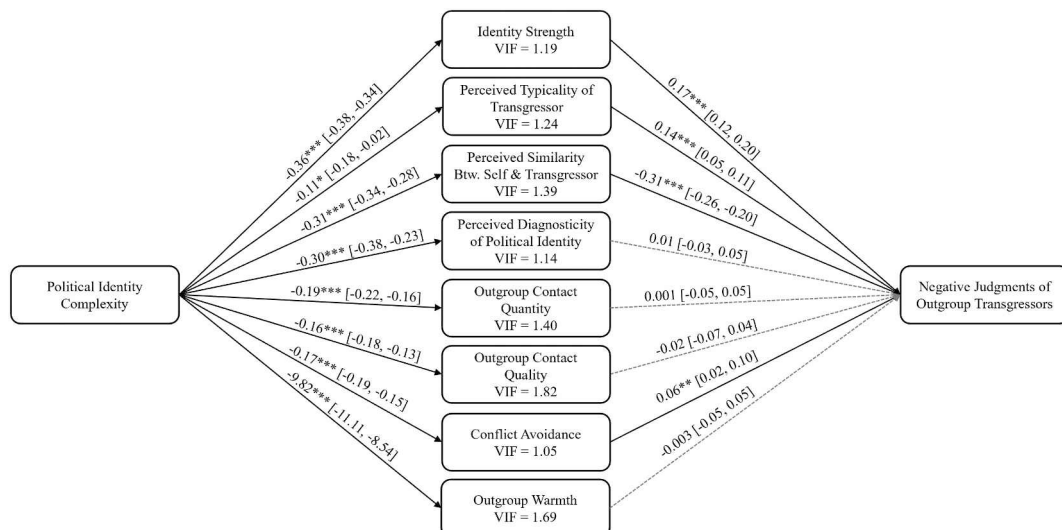 Identity Strength
VIF = 1.19
-0.36*** [-0.38, -0.34]
0.17*** [0.12, 0.20]
Perceived Typicality of
Transgressor
VIF = 1.24
-0.11* [-0.18, -0.02]
0.14*** [0.05, 0.11]
Perceived Similarity
Btw. Self & Transgressor
VIF = 1.39
-0.31*** [-0.34, -0.28]
-0.31*** [-0.26, -0.20]
Perceived Diagnosticity
of Political Identity
VIF = 1.14
-0.30*** [-0.38, -0.23]
0.01 [-0.03, 0.05]
Political Identity
Complexity
Negative Judgments of
Outgroup Transgressors
Outgroup Contact
Quantity
VIF = 1.40
-0.19*** [-0.22, -0.16]
0.001 [-0.05, 0.05]
Outgroup Contact
Quality
VIF = 1.82
-0.16*** [-0.18, -0.13]
-0.02 [-0.07, 0.04]
Conflict Avoidance
VIF = 1.05
-0.17*** [-0.19, -0.15]
0.06** [0.02, 0.10]
Outgroup Warmth
VIF = 1.69
-9.82*** [-11.11, -8.54]
-0.003 [-0.05, 0.05]